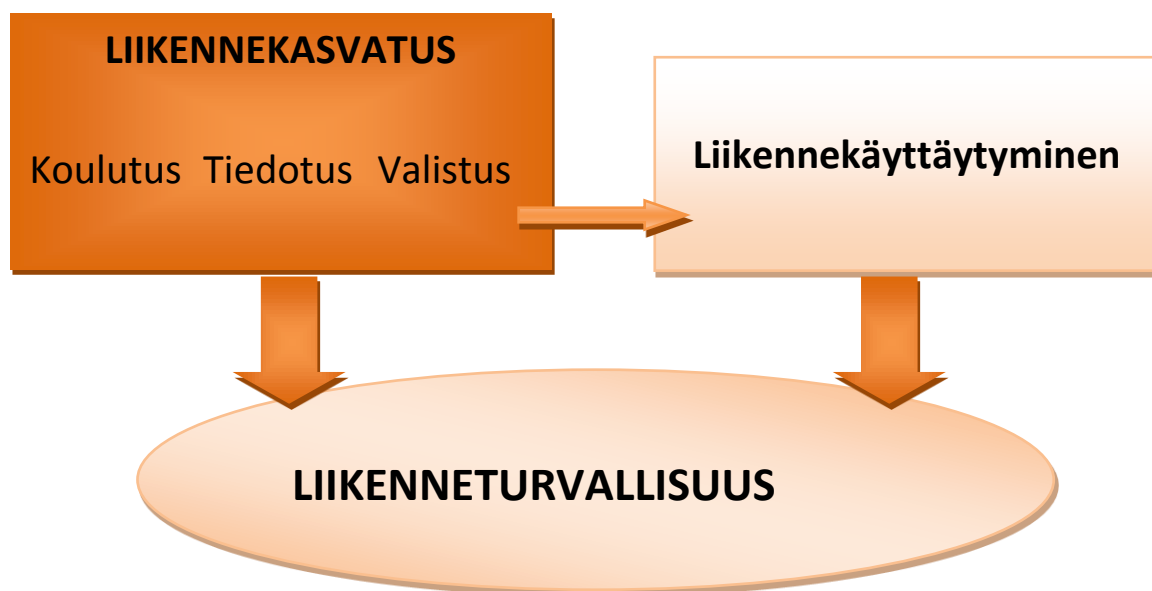 LIIKENNEKASVATUS
Koulutus Tiedotus Valistus
Liikennekäyttäytyminen
LIIKENNETURVALLISUUS